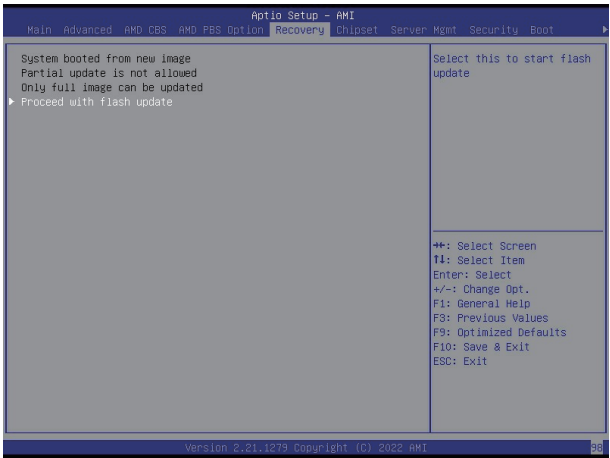 Aptio Setup - AMI
Main Advanced AMD CBS AMD PBS Option Recovery Chipset Server Mgmt Security Boot
System booted from new image
Partial update is not allowed
Only full image can be updated
Proceed with flash update
Select this to start flash
update
→←: Select Screen
↑↓: Select Item
Enter: Select
+/-: Change Opt.
F1: General Help
F3: Previous Values
F9: Optimized Defaults
F10: Save & Exit
ESC: Exit
Version 2.21.1279 Copyright (C) 2022 AMI
98